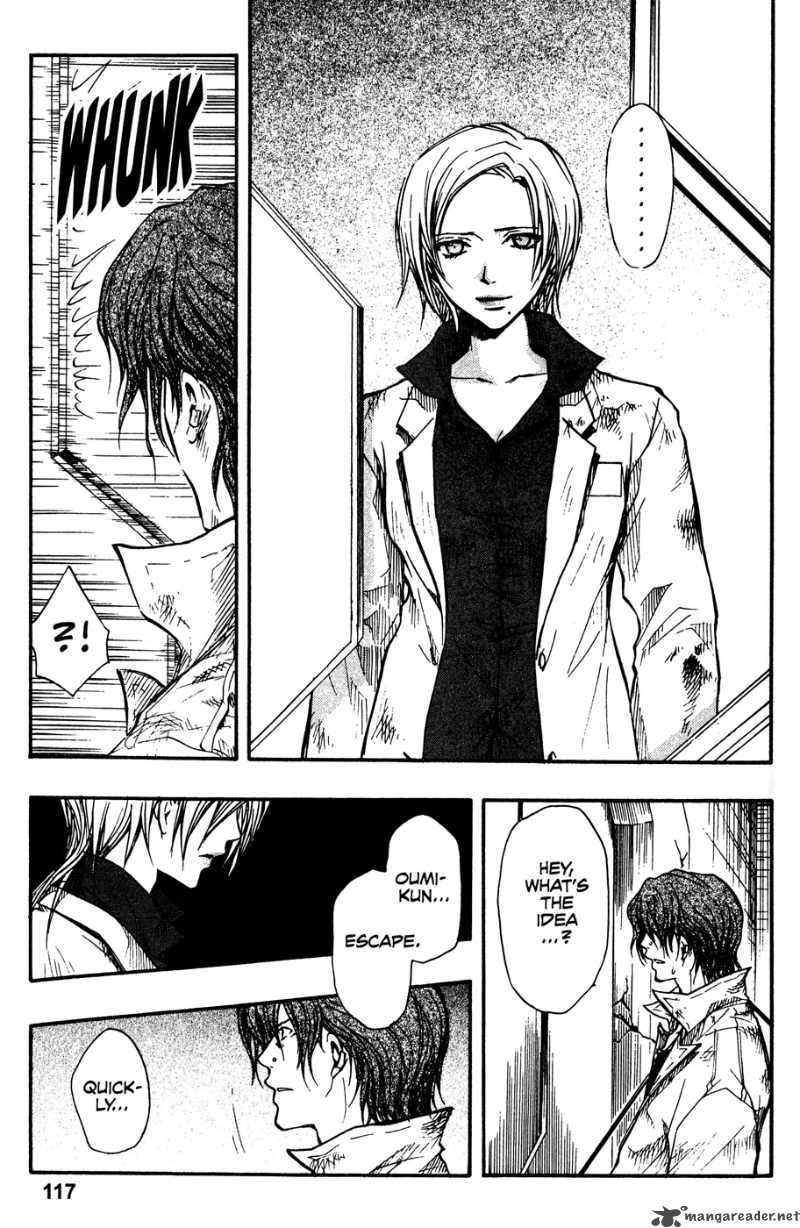 . . . . . . .
WHUNK
?!
HEY,
WHAT'S
THE
IDEA
...?
OUMI-
KUN...
ESCAPE.
QUICK-
LY...
117
mangareader.net